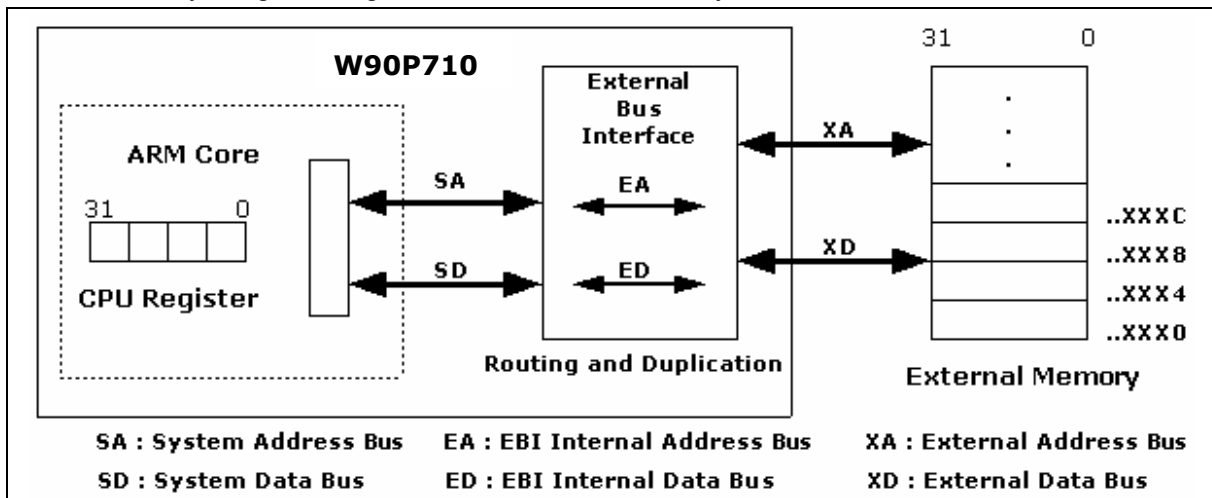 W90P710
External
Bus
Interface
31 0
XA
ARM Core
SA
EA
31 0
..XXXC
SD
ED
XD
..XXX8
CPU Register
..XXX4
..XXX0
Routing and Duplication
External Memory
SA : System Address Bus EA : EBI Internal Address Bus XA : External Address Bus
SD : System Data Bus ED : EBI Internal Data Bus XD : External Data Bus